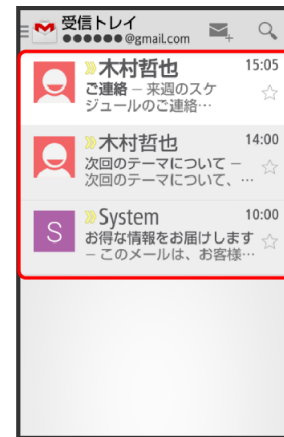 受信トレイ
●●●●●●@gmail.com
»木村哲也 15:05
ご連絡 – 来週のスケ
ジュールのご連絡…
»木村哲也 14:00
次回のテーマについて –
次回のテーマについて、…
S »System 10:00
お得な情報をお届けします
– このメールは、お客様…